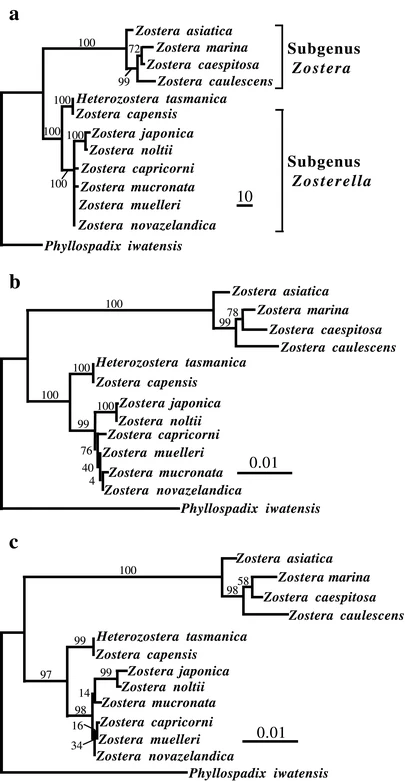 a
Zostera asiatica
100
72
Zostera marina
Subgenus
Zostera
Zostera caespitosa
99
Zostera caulescens
100
Heterozostera tasmanica
Zostera capensis
100
100
Zostera japonica
Zostera noltii
Subgenus
Zosterella
Zostera capricorni
100
Zostera mucronata
10
Zostera muelleri
Zostera novazelandica
Phyllospadix iwatensis
b
Zostera asiatica
100
78
Zostera marina
99
Zostera caespitosa
Zostera caulescens
Heterozostera tasmanica
100
Zostera capensis
100
Zostera japonica
100
Zostera noltii
99
Zostera capricorni
76
Zostera muelleri
40
Zostera mucronata
0.01
4
Zostera novazelandica
Phyllospadix iwatensis
c
Zostera asiatica
100
58
Zostera marina
98
Zostera caespitosa
Zostera caulescens
Heterozostera tasmanica
99
Zostera capensis
97
99
Zostera japonica
Zostera noltii
14
Zostera mucronata
98
Zostera capricorni
16
Zostera muelleri
0.01
34
Zostera novazelandica
Phyllospadix iwatensis